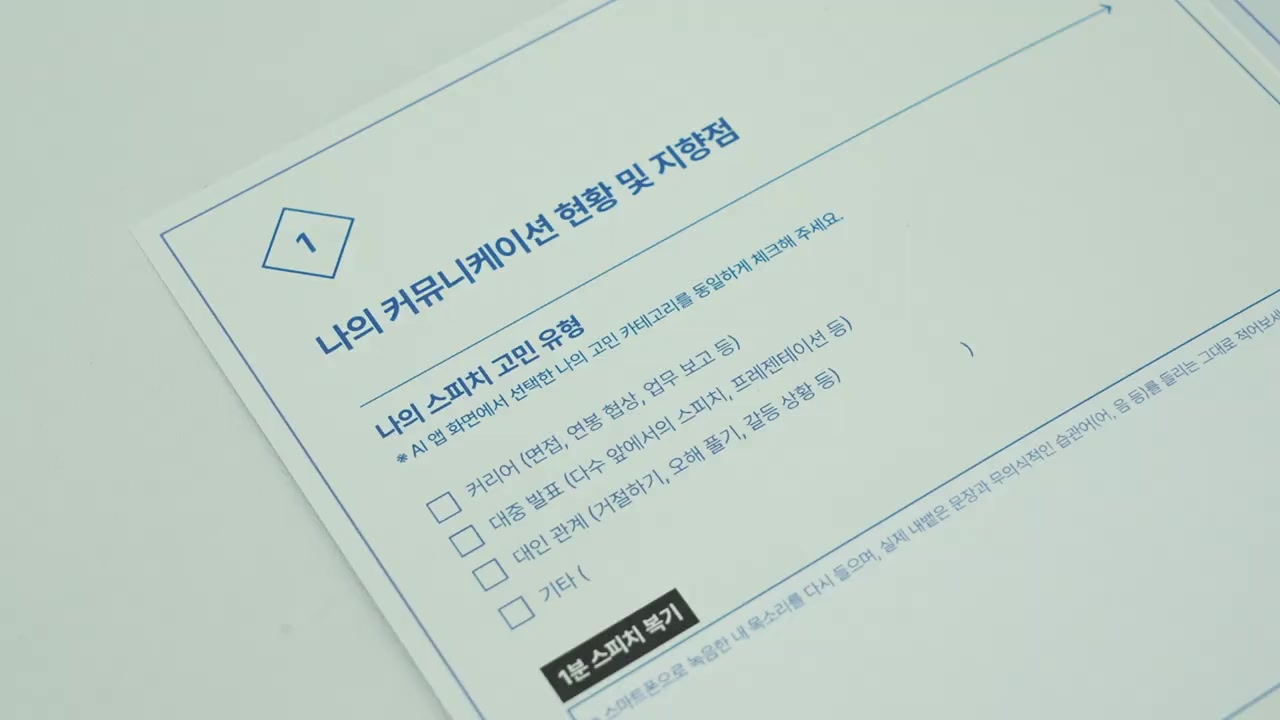 1
나의 커뮤니케이션 현황 및 지향점
나의 스피치 고민 유형
※ AI 앱 화면에서 선택한 나의 고민 카테고리를 동일하게 체크해 주세요.
커리어 (면접, 연봉 협상, 업무 보고 등)
대중 발표 (다수 앞에서의 스피치, 프레젠테이션 등)
대인 관계 (거절하기, 오해 풀기, 갈등 상황 등)
기타 ( )
1분 스피치 복기
스마트폰으로 녹음한 내 목소리를 다시 들으며, 실제 내뱉은 문장과 무의식적인 습관어(어, 음 등)를 들리는 그대로 적어보세